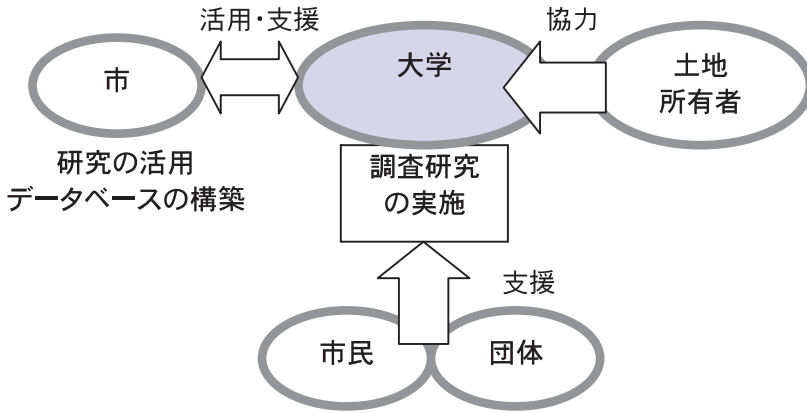 活用・支援
協力
市
大学
土地
所有者
研究の活用
データベースの構築
調査研究
の実施
支援
市民
団体